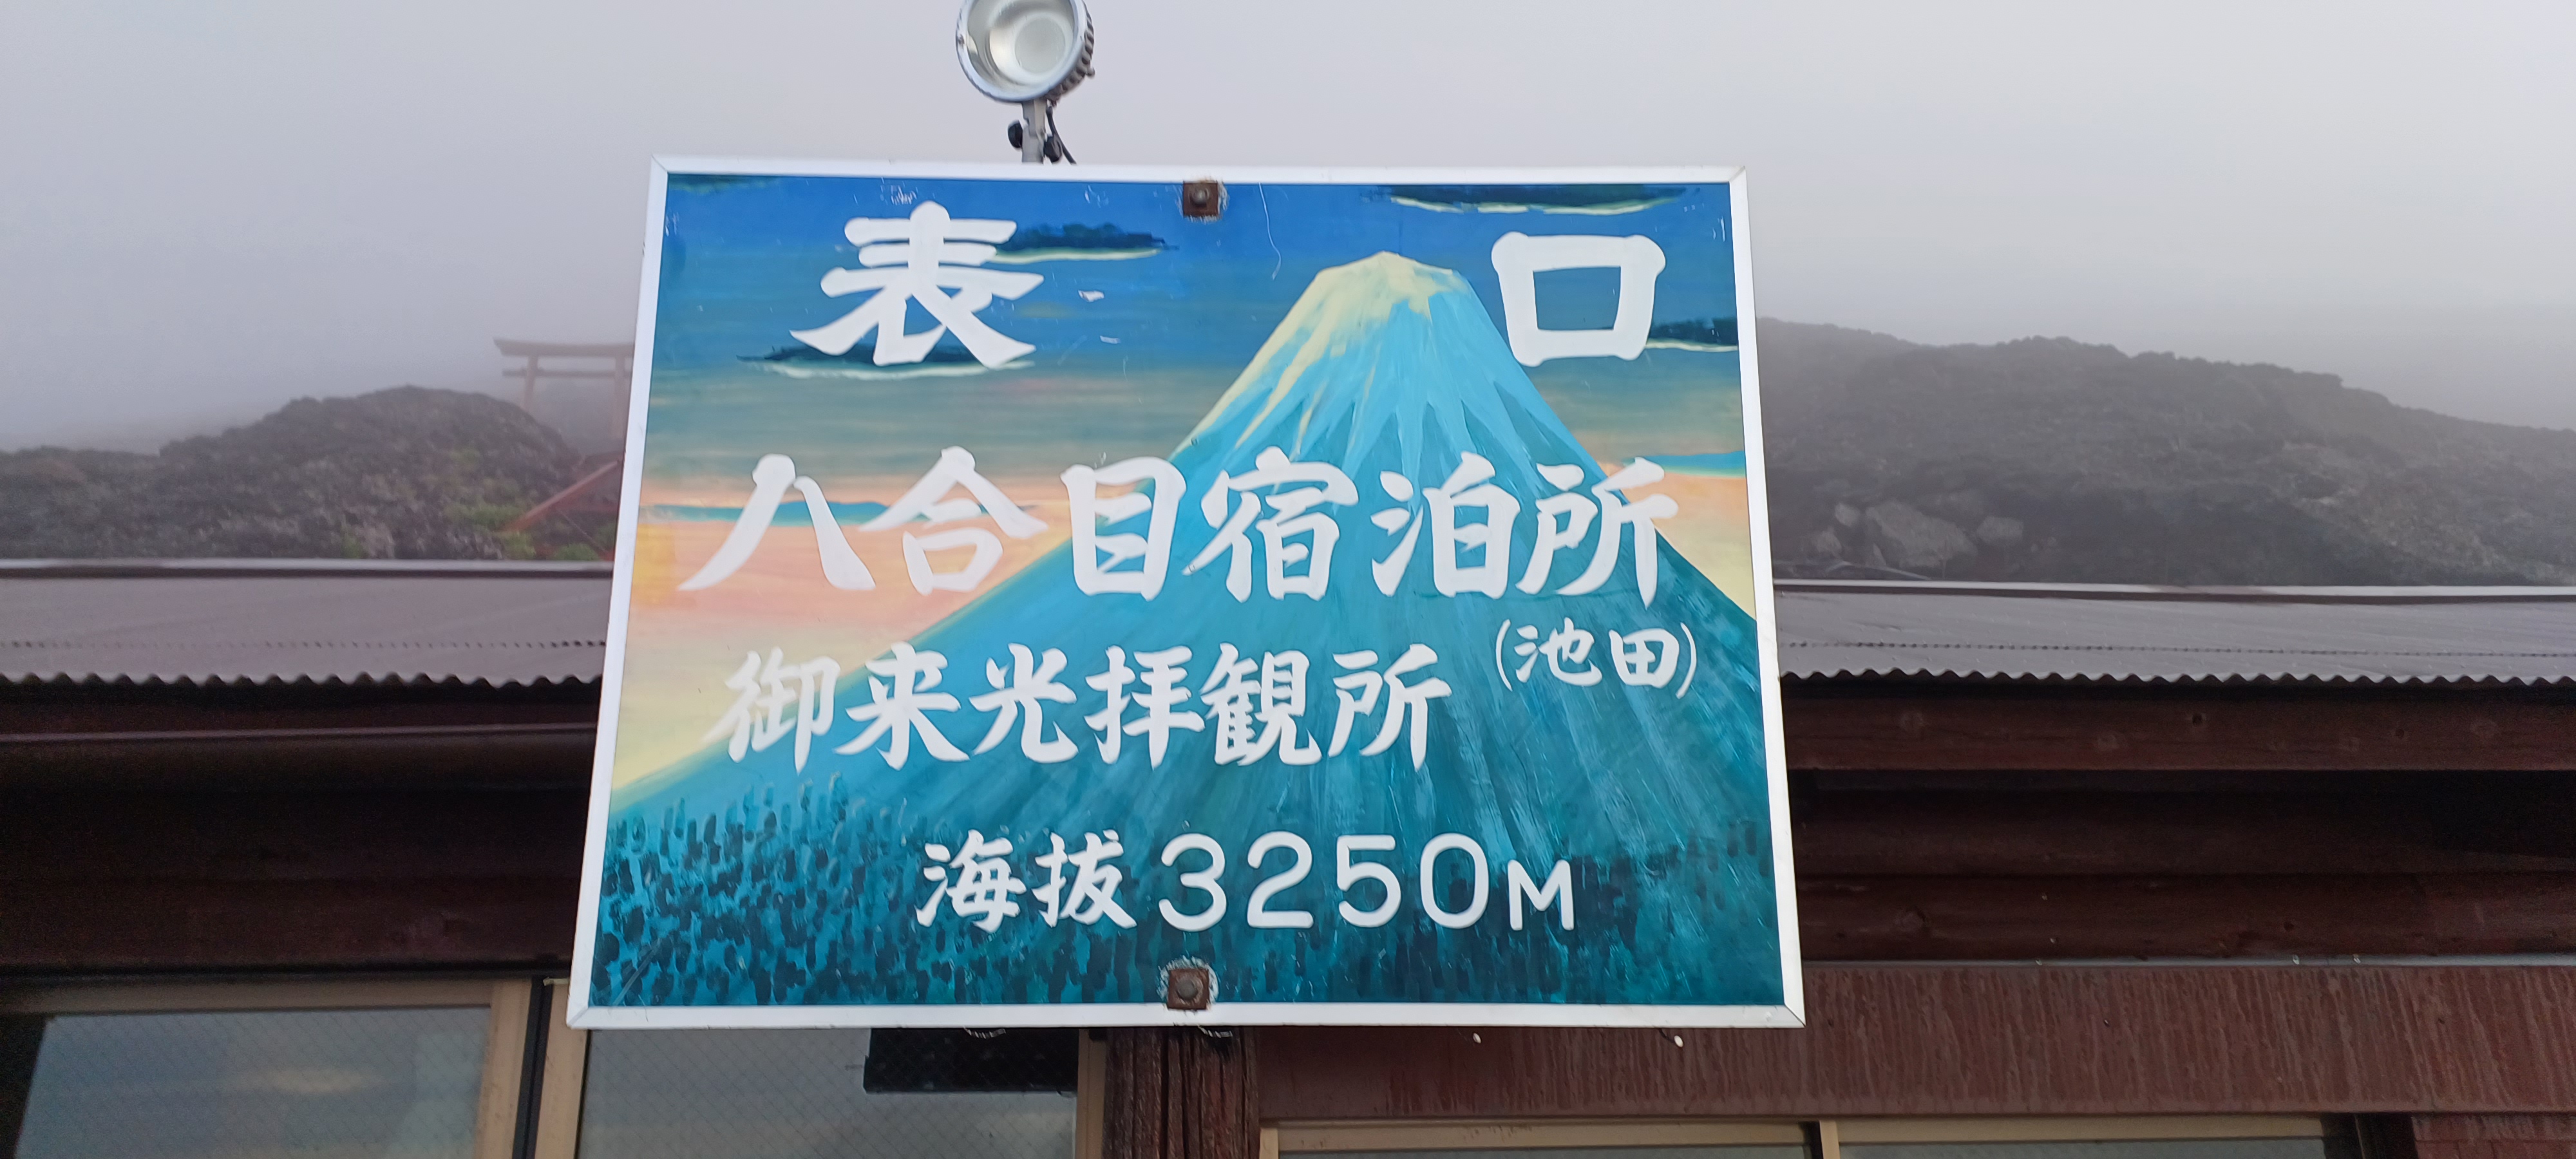 表口
八合目宿泊所
(池田)
御来光拝観所
海抜3250M